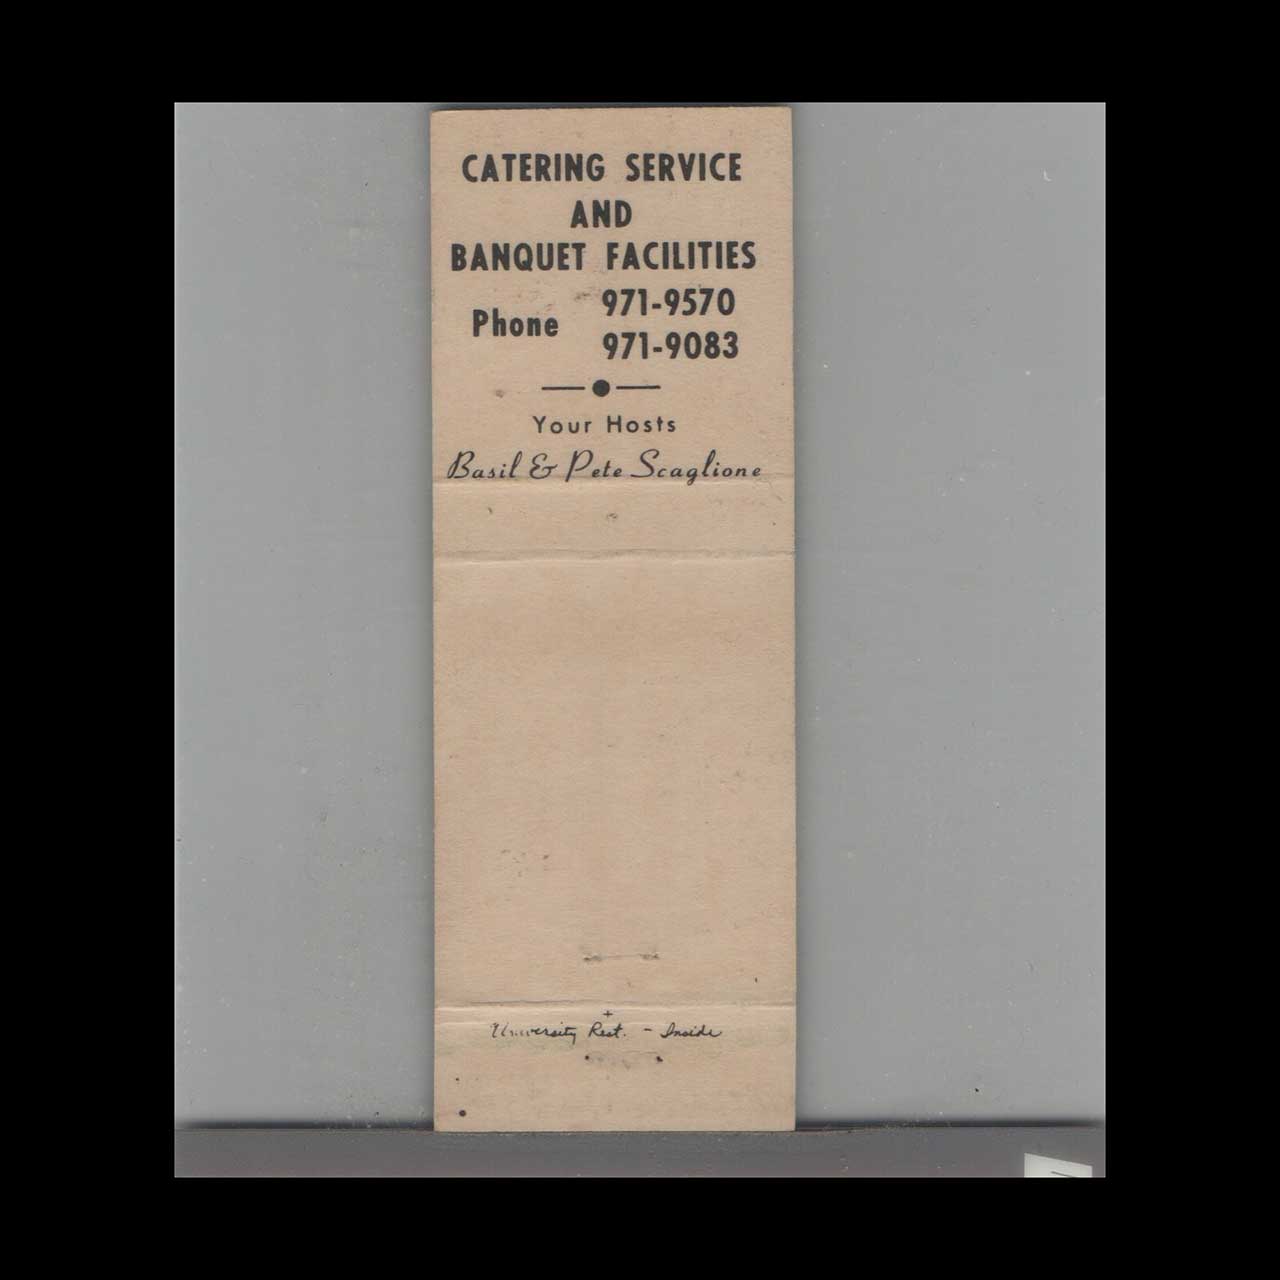 CATERING SERVICE
AND
BANQUET FACILITIES
Phone 971-9570
971-9083
Your Hosts
Basil & Pete Scaglione
University Rest. - Inside